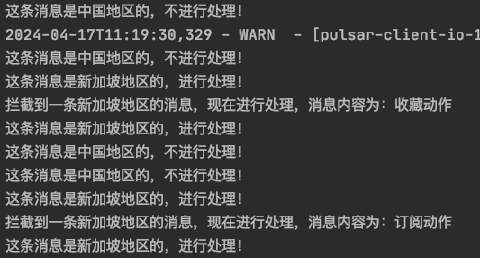 这条消息是中国地区的，不进行处理！
2024-04-17T11:19:30,329 - WARN  - [pulsar-client-io-1
这条消息是中国地区的，不进行处理！
这条消息是新加坡地区的，进行处理！
拦截到一条新加坡地区的消息，现在进行处理，消息内容为：收藏动作
这条消息是新加坡地区的，进行处理！
这条消息是中国地区的，不进行处理！
这条消息是中国地区的，不进行处理！
这条消息是新加坡地区的，进行处理！
拦截到一条新加坡地区的消息，现在进行处理，消息内容为：订阅动作
这条消息是新加坡地区的，进行处理！